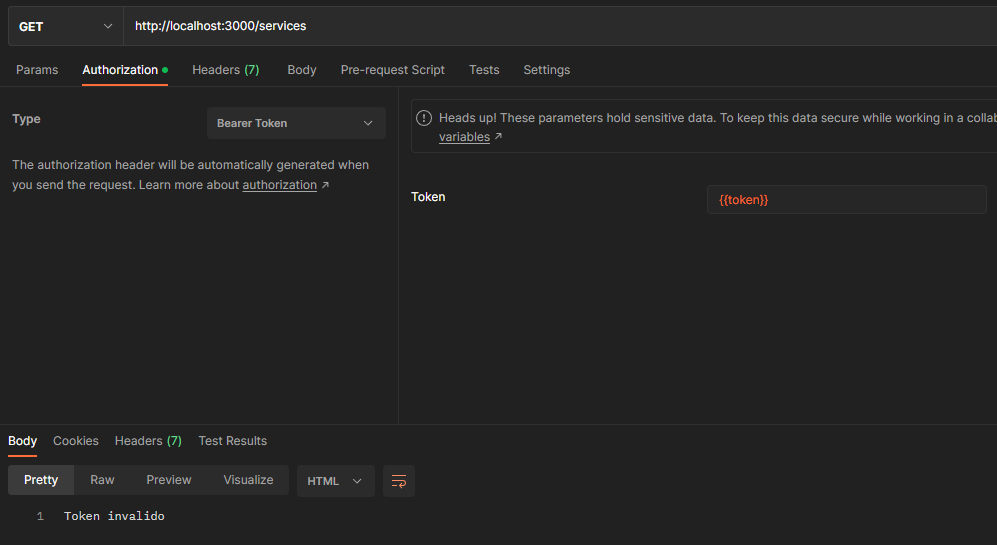 GET http://localhost:3000/services
Params Authorization Headers (7) Body Pre-request Script Tests Settings
Type Bearer Token
The authorization header will be automatically generated when
you send the request. Learn more about authorization ↗
Heads up! These parameters hold sensitive data. To keep this data secure while working in a collab
variables ↗
Token {{token}}
Body Cookies Headers (7) Test Results
Pretty Raw Preview Visualize HTML
1 Token invalido